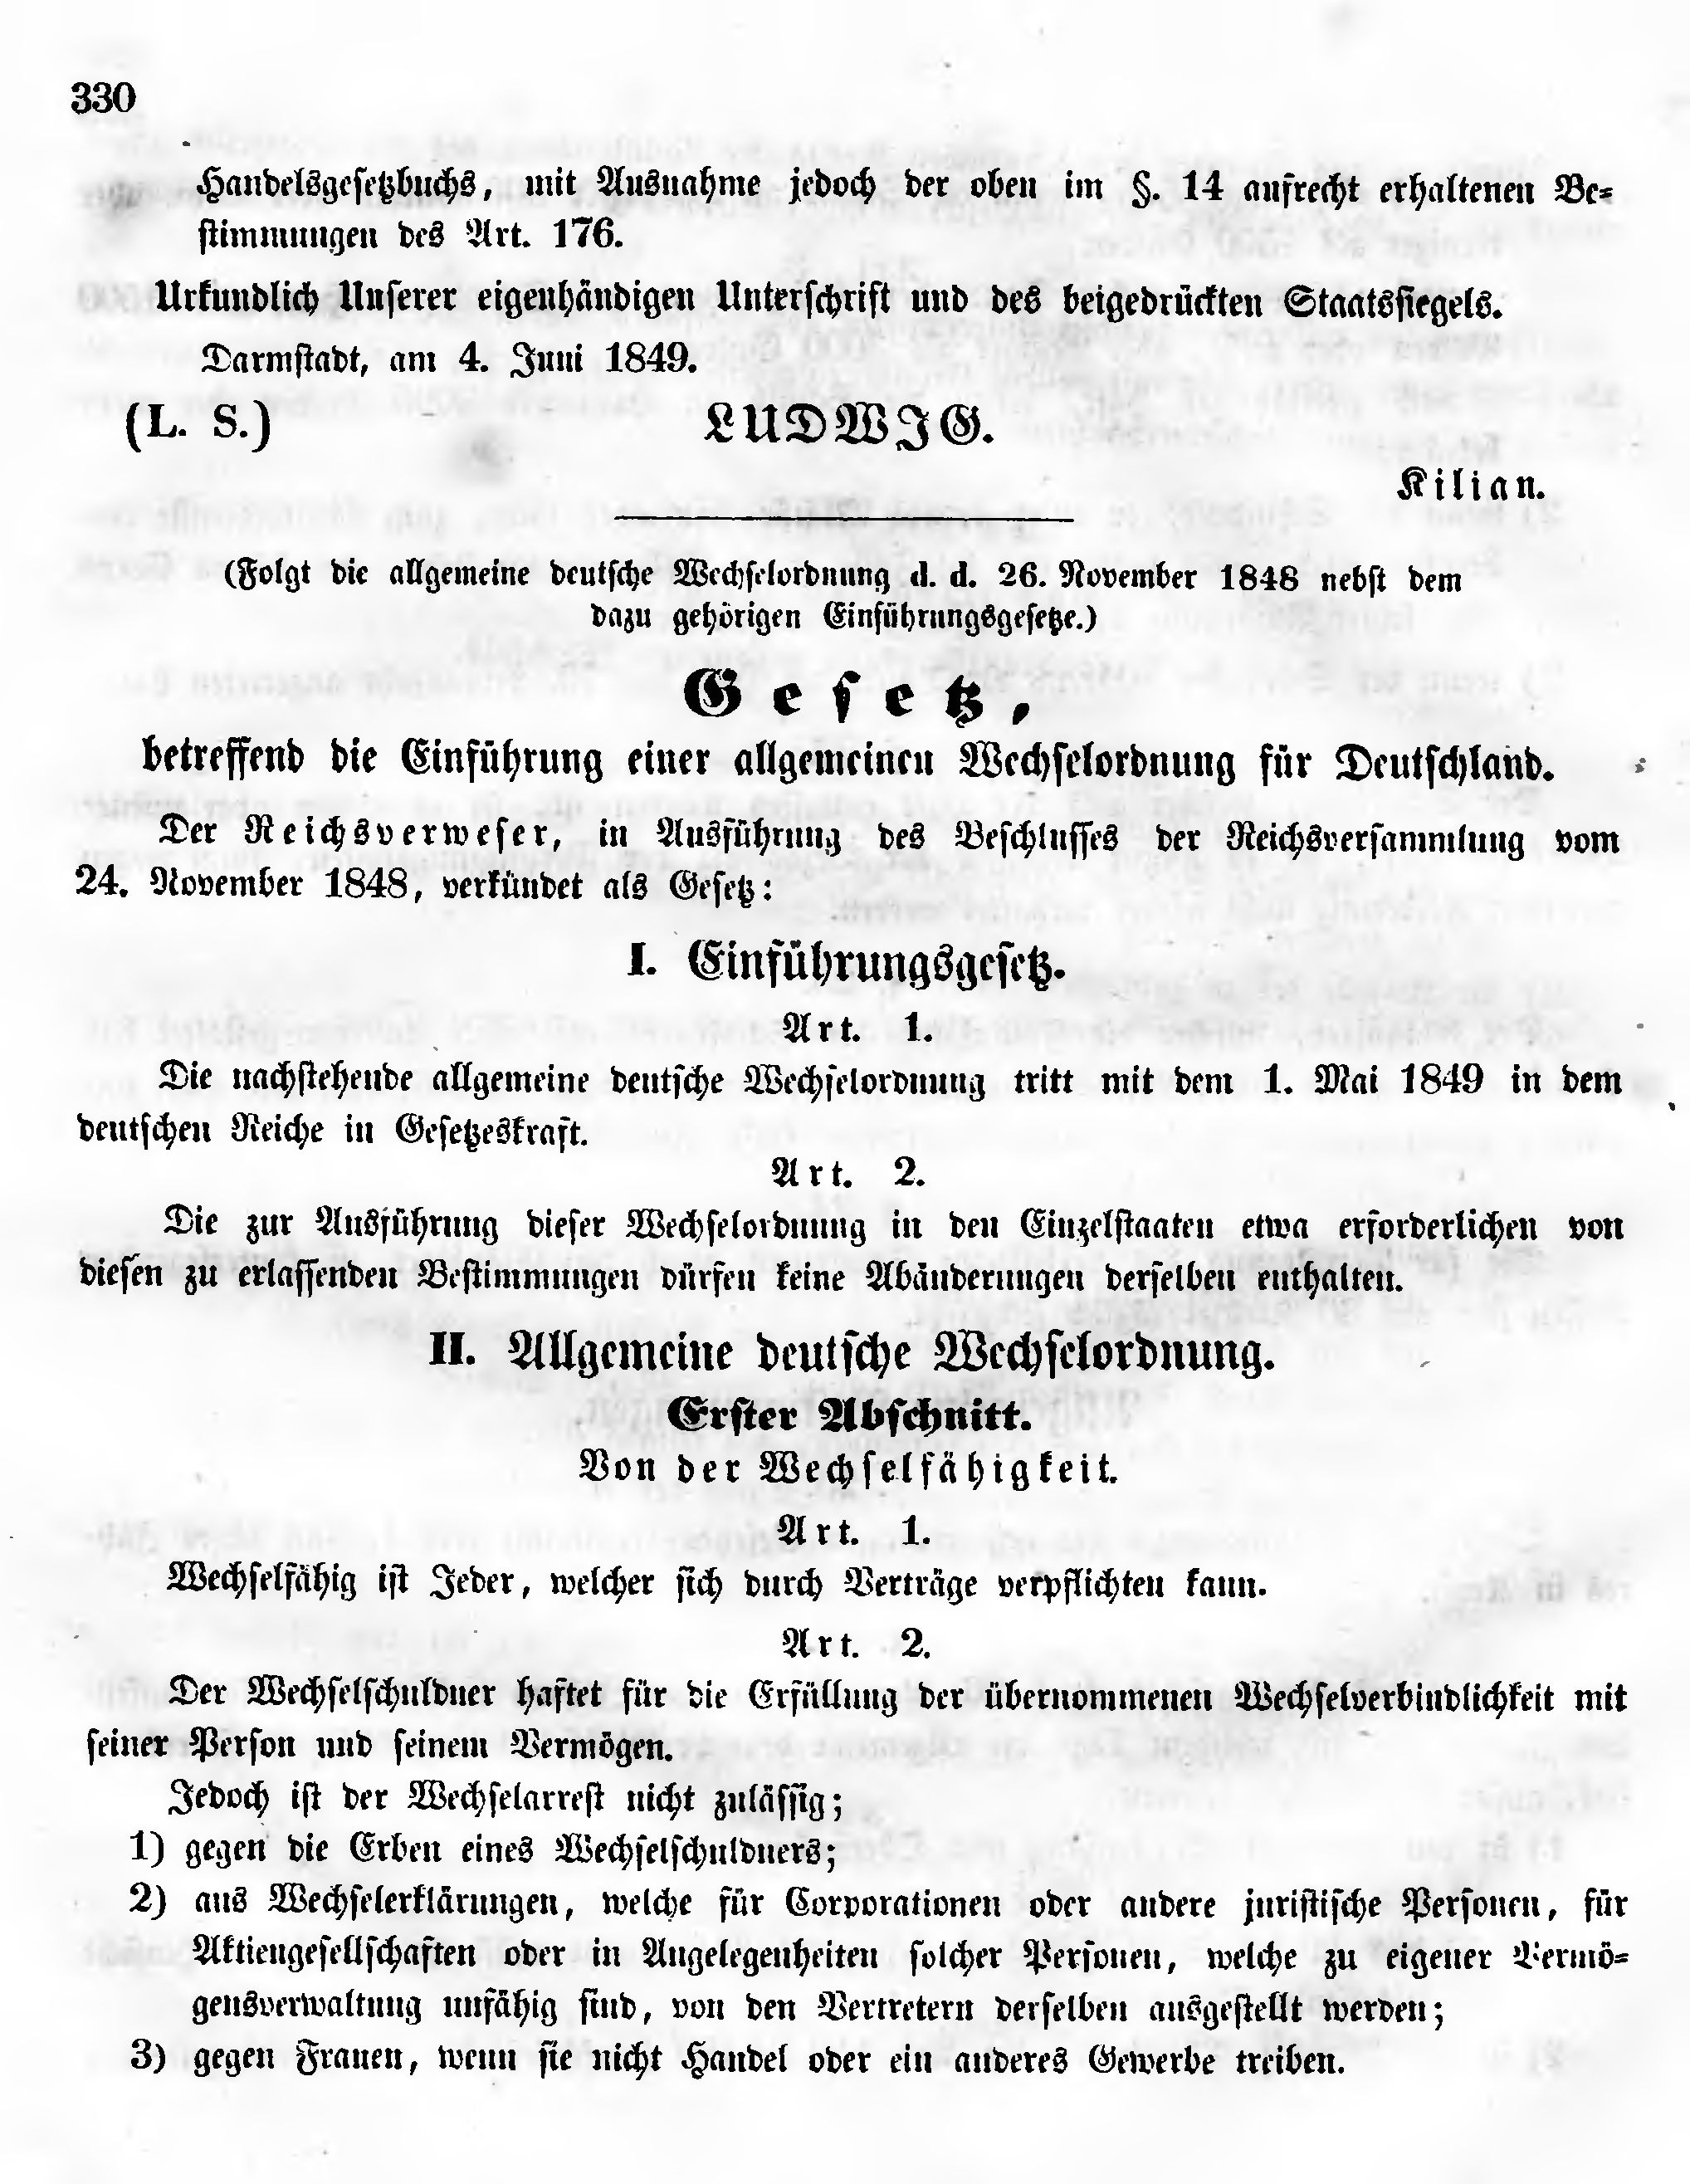 330
Handelsgesetzbuchs, mit Ausnahme jedoch der oben im §. 14 aufrecht erhaltenen Be-
stimmungen des Art. 176.
Urkundlich Unserer eigenhändigen Unterschrift und des beigedrückten Staatssiegels.
Darmstadt, am 4. Juni 1849.
(L. S.) LUDWIG.
Kilian.
(Folgt die allgemeine deutsche Wechselordnung d. d. 26. November 1848 nebst dem
dazu gehörigen Einführungsgesetze.)
Gesetz,
betreffend die Einführung einer allgemeinen Wechselordnung für Deutschland.
Der Reichsverweser, in Ausführung des Beschlusses der Reichsversammlung vom
24. November 1848, verkündet als Gesetz:
I. Einführungsgesetz.
Art. 1.
Die nachstehende allgemeine deutsche Wechselordnung tritt mit dem 1. Mai 1849 in dem
deutschen Reiche in Gesetzeskraft.
Art. 2.
Die zur Ausführung dieser Wechselordnung in den Einzelstaaten etwa erforderlichen von
diesen zu erlassenden Bestimmungen dürfen keine Abänderungen derselben enthalten.
II. Allgemeine deutsche Wechselordnung.
Erster Abschnitt.
Von der Wechselfähigkeit.
Art. 1.
Wechselfähig ist Jeder, welcher sich durch Verträge verpflichten kann.
Art. 2.
Der Wechselschuldner haftet für die Erfüllung der übernommenen Wechselverbindlichkeit mit
seiner Person und seinem Vermögen.
Jedoch ist der Wechselarrest nicht zulässig;
1) gegen die Erben eines Wechselschuldners;
2) aus Wechselerklärungen, welche für Corporationen oder andere juristische Personen, für
Aktiengesellschaften oder in Angelegenheiten solcher Personen, welche zu eigener Vermö-
gensverwaltung unfähig sind, von den Vertretern derselben ausgestellt werden;
3) gegen Frauen, wenn sie nicht Handel oder ein anderes Gewerbe treiben.